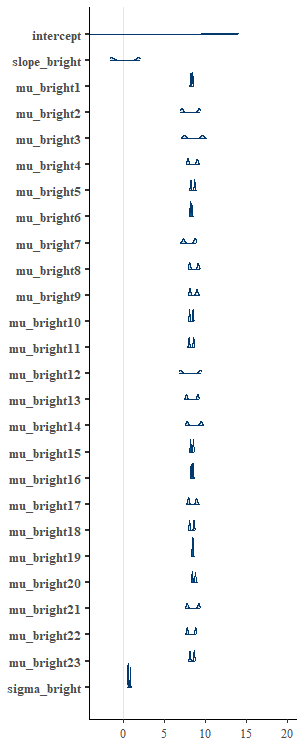 intercept
slope_bright
mu_bright1
mu_bright2
mu_bright3
mu_bright4
mu_bright5
mu_bright6
mu_bright7
mu_bright8
mu_bright9
mu_bright10
mu_bright11
mu_bright12
mu_bright13
mu_bright14
mu_bright15
mu_bright16
mu_bright17
mu_bright18
mu_bright19
mu_bright20
mu_bright21
mu_bright22
mu_bright23
sigma_bright
0 5 10 15 20